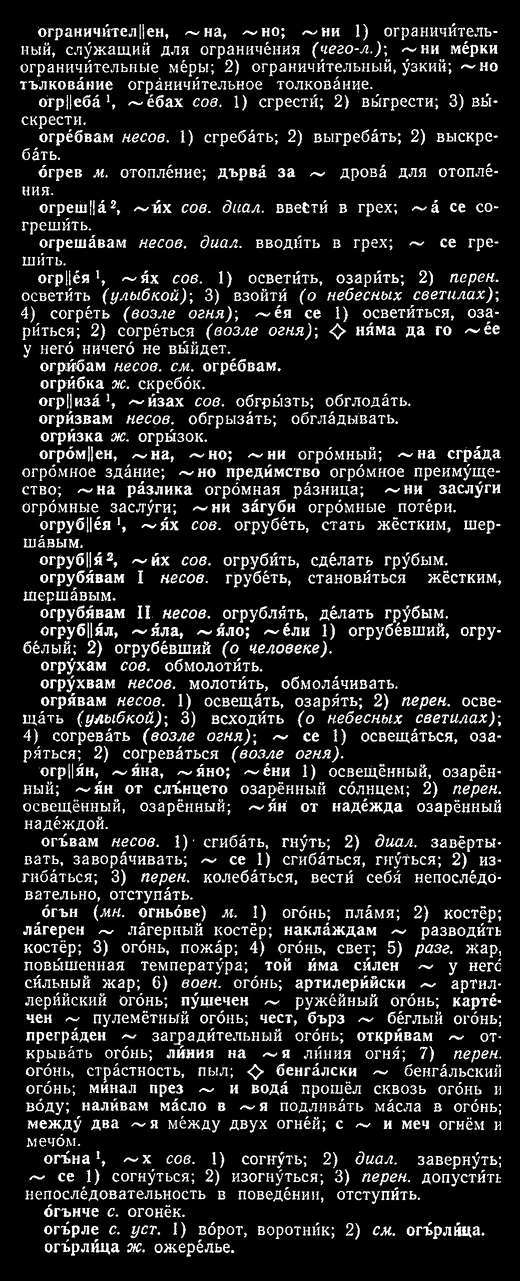 ограничи́тел||ен, ~на, ~но; ~ни 1) ограничи́тель-
ный, слу́жащий для ограниче́ния (чего-л.); ~ни ме́рки
ограничи́тельные ме́ры; 2) ограничи́тельный, у́зкий; ~но
тълкова́ние ограничи́тельное толкова́ние.
огр||еба́ ¹, ~е́бах сов. 1) сгрести́; 2) вы́грести; 3) вы́-
скрести.
огре́бвам несов. 1) сгреба́ть; 2) выгреба́ть; 2) выскре-
ба́ть.
о́грев м. отопле́ние; дърва́ за ~ дрова́ для отопле́-
ния.
огреш||а́ ², ~и́х сов. диал. ввести́ в грех; ~а́ се со-
греши́ть.
огреша́вам несов. диал. вводи́ть в грех; ~ се гре-
ши́ть.
огр||е́я ¹, ~я́х сов. 1) освети́ть, озари́ть; 2) перен.
освети́ть (улыбкой); 3) взойти́ (о небесных светилах);
4) согре́ть (возле огня); ~е́я се 1) освети́ться, оза-
ри́ться; 2) согре́ться (возле огня); ◇ ня́ма да го ~е́е
у него́ ничего́ не вы́йдет.
огри́бам несов. см. огре́бвам.
огри́бка ж. скребо́к.
огр||иза́ ¹, ~и́зах сов. обгры́зть; обглода́ть.
огри́звам несов. обгрыза́ть; обгла́дывать.
огри́зка ж. огры́зок.
огро́м||ен, ~на, ~но; ~ни огро́мный; ~на сгра́да
огро́мное зда́ние; ~но преди́мство огро́мное преиму́ще-
ство; ~на ра́злика огро́мная ра́зница; ~ни заслу́ги
огро́мные заслу́ги; ~ни за́губи огро́мные поте́ри.
огруб||е́я ¹, ~я́х сов. огрубе́ть, стать жёстким, шер-
ша́вым.
огруб||я́ ², ~и́х сов. огруби́ть, сде́лать гру́бым.
огрубя́вам I несов. грубе́ть, станови́ться жёстким,
шерша́вым.
огрубя́вам II несов. огрубля́ть, де́лать гру́бым.
огруб||я́л, ~я́ла, ~я́ло; ~е́ли 1) огрубе́вший, огру-
бе́лый; 2) огрубе́вший (о человеке).
огру́хам сов. обмолоти́ть.
огру́хвам несов. молоти́ть, обмола́чивать.
огря́вам несов. 1) освеща́ть, озаря́ть; 2) перен. осве-
ща́ть (улыбкой); 3) всходи́ть (о небесных светилах);
4) согрева́ть (возле огня); ~ се 1) освеща́ться, оза-
ря́ться; 2) согрева́ться (возле огня).
огр||я́н, ~я́на, ~я́но; ~е́ни 1) освещённый, озарён-
ный; ~я́н от слъ́нцето озарённый со́лнцем; 2) перен.
освещённый, озарённый; ~я́н от наде́жда озарённый
наде́ждой.
огъ́вам несов. 1) сгиба́ть, гнуть; 2) диал. завёрты-
вать, завора́чивать; ~ се 1) сгиба́ться, гну́ться; 2) из-
гиба́ться; 3) перен. колеба́ться, вести́ себя́ непосле́до-
вательно, отступа́ть.
о́гън (мн. огньо́ве) м. 1) ого́нь; пла́мя; 2) костёр;
ла́герен ~ ла́герный костёр; накла́ждам ~ разводи́ть
костёр; 3) ого́нь, пожа́р; 4) ого́нь, свет; 5) разг. жар,
повы́шенная температу́ра; той и́ма си́лен ~ у него́
си́льный жар; 6) воен. ого́нь; артилери́йски ~ артил-
лери́йский ого́нь; пу́шечен ~ руже́йный ого́нь; карте́-
чен ~ пулемётный ого́нь; чест, бърз ~ бе́глый ого́нь;
прегра́ден ~ загради́тельный ого́нь; откри́вам ~ от-
крыва́ть ого́нь; ли́ния на ~я ли́ния огня́; 7) перен.
ого́нь, стра́стность, пыл; ◇ бенга́лски ~ бенга́льский
ого́нь; ми́нал през ~ и вода́ прошёл сквозь ого́нь и
во́ду; нали́вам ма́сло в ~я подлива́ть ма́сла в ого́нь;
между́ два ~я ме́жду двух огне́й; с ~ и меч огнём и
мечо́м.
огъ́на ¹, ~х сов. 1) согну́ть; 2) диал. заверну́ть;
~ се 1) согну́ться; 2) изогну́ться; 3) перен. допусти́ть
непосле́довательность в поведе́нии, отступи́ть.
о́гънче с. огонёк.
огъ́рле с. уст. 1) во́рот, воротни́к; 2) см. огърли́ца.
огърли́ца ж. ожере́лье.